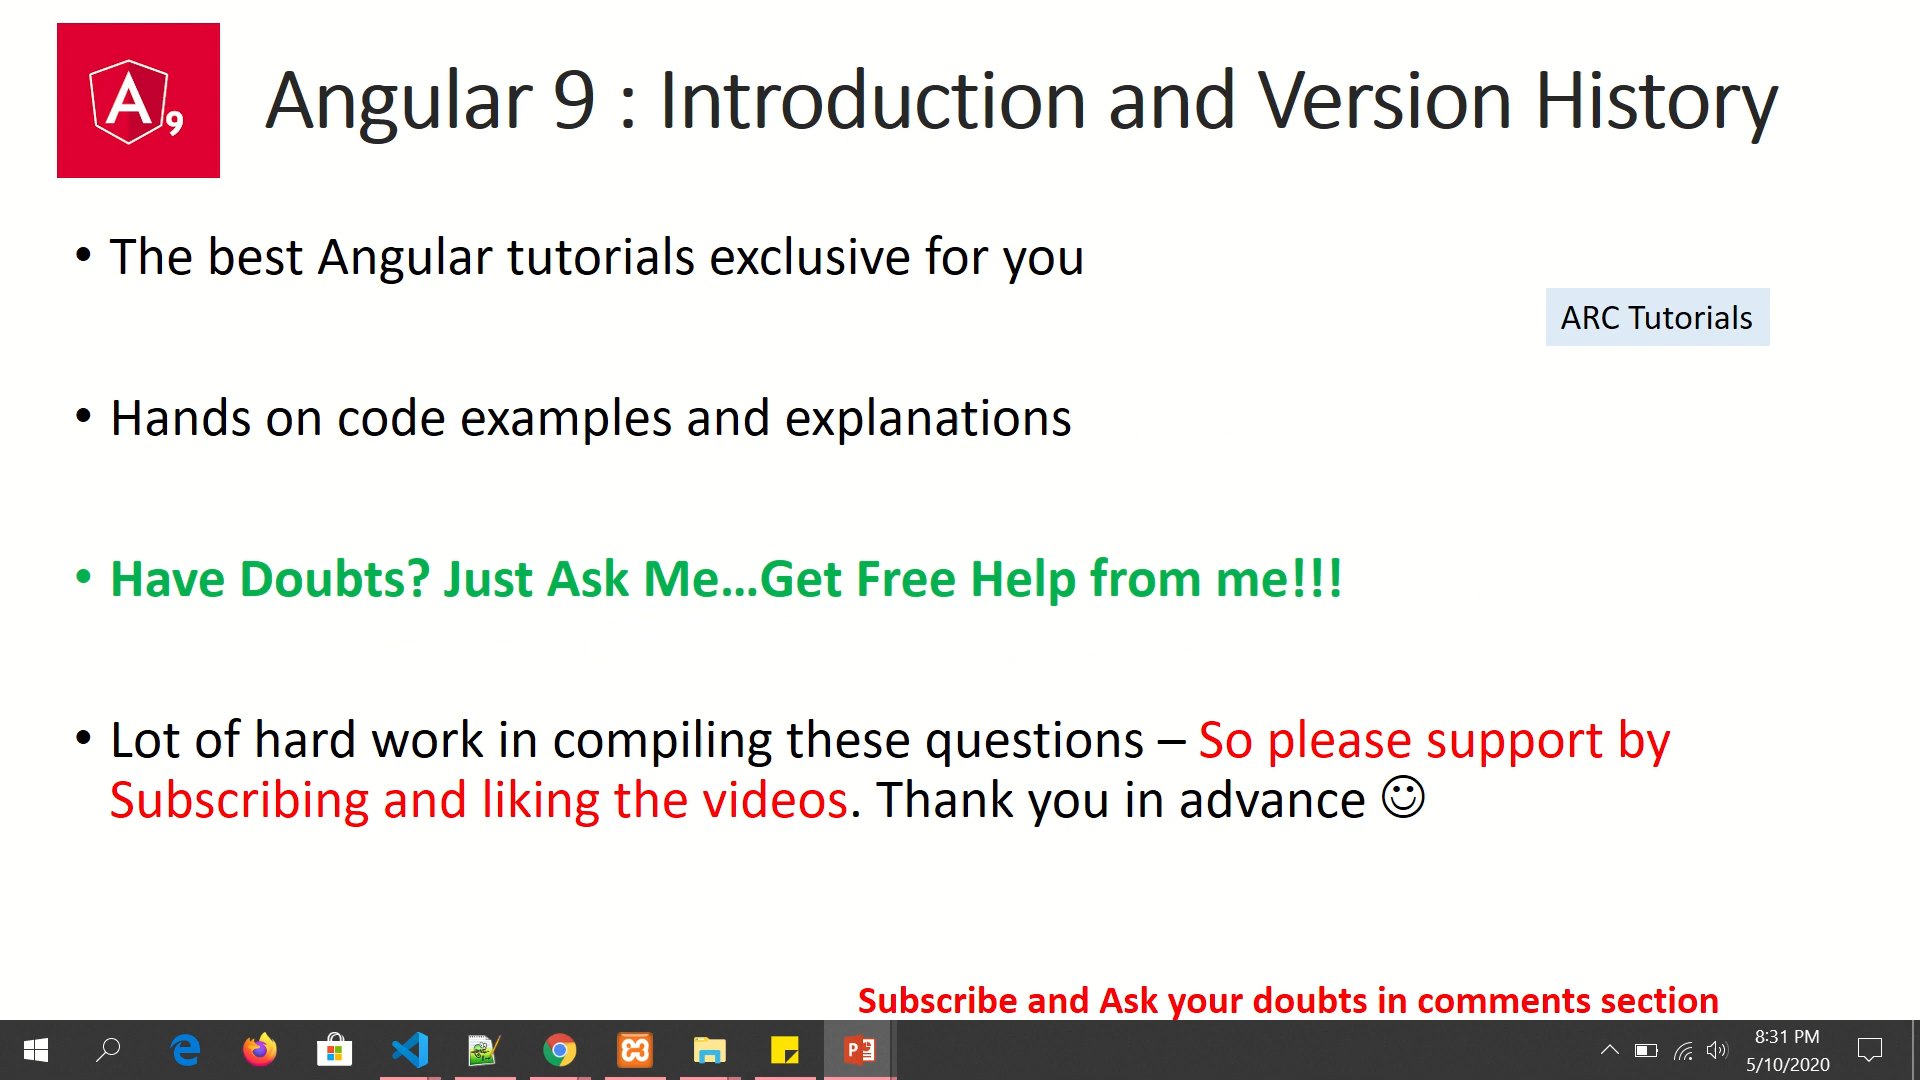 A 9
Angular 9 : Introduction and Version History
• The best Angular tutorials exclusive for you
ARC Tutorials
• Hands on code examples and explanations
• Have Doubts? Just Ask Me...Get Free Help from me!!!
• Lot of hard work in compiling these questions – So please support by
Subscribing and liking the videos. Thank you in advance ☺
Subscribe and Ask your doubts in comments section
8:31 PM
5/10/2020